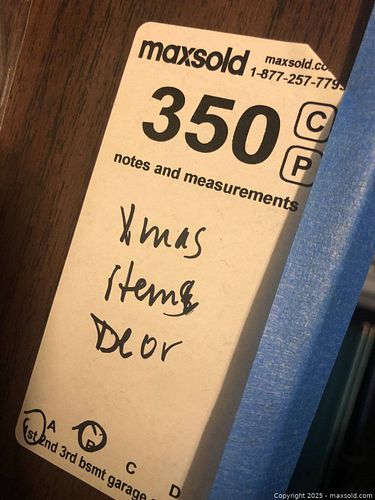 maxsold maxsold.co
1-877-257-779
350 C
P
notes and measurements
Xmas
items
Deor
A B C D
1st 2nd 3rd bsmt garage
Copyright 2025 - maxsold.com